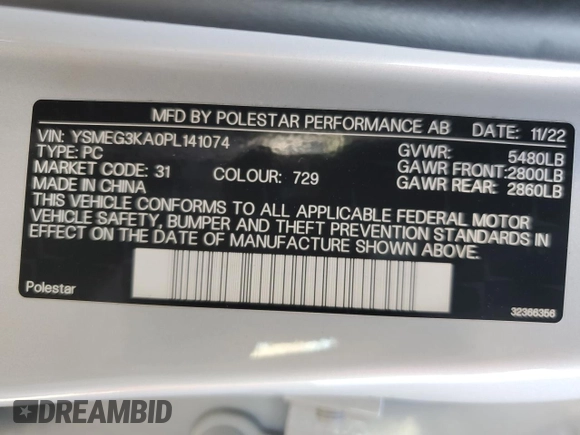 MFD BY POLESTAR PERFORMANCE AB DATE: 11/22
VIN: YSMEG3KA0PL141074 GVWR: 5480LB
TYPE: PC GAWR FRONT:2800LB
MARKET CODE: 31 COLOUR: 729 GAWR REAR: 2860LB
MADE IN CHINA
THIS VEHICLE CONFORMS TO ALL APPLICABLE FEDERAL MOTOR
VEHICLE SAFETY, BUMPER AND THEFT PREVENTION STANDARDS IN
EFFECT ON THE DATE OF MANUFACTURE SHOWN ABOVE.
Polestar 32366356
DREAMBID